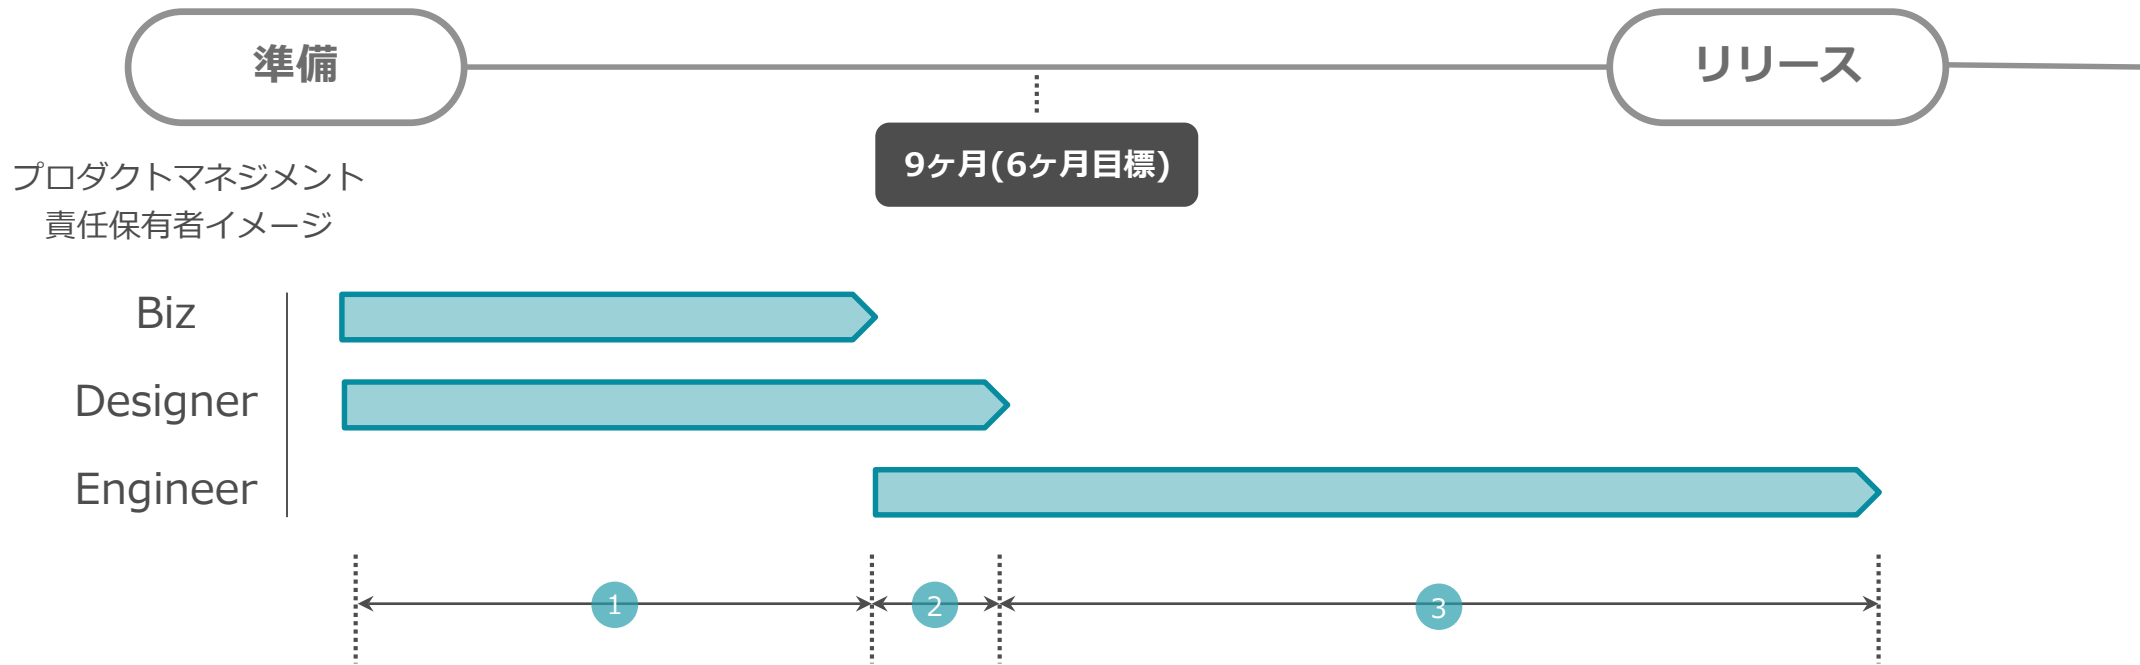 準備
リリース
9ヶ月(6ヶ月目標)
プロダクトマネジメント
責任保有者イメージ
Biz
Designer
Engineer
1
2
3